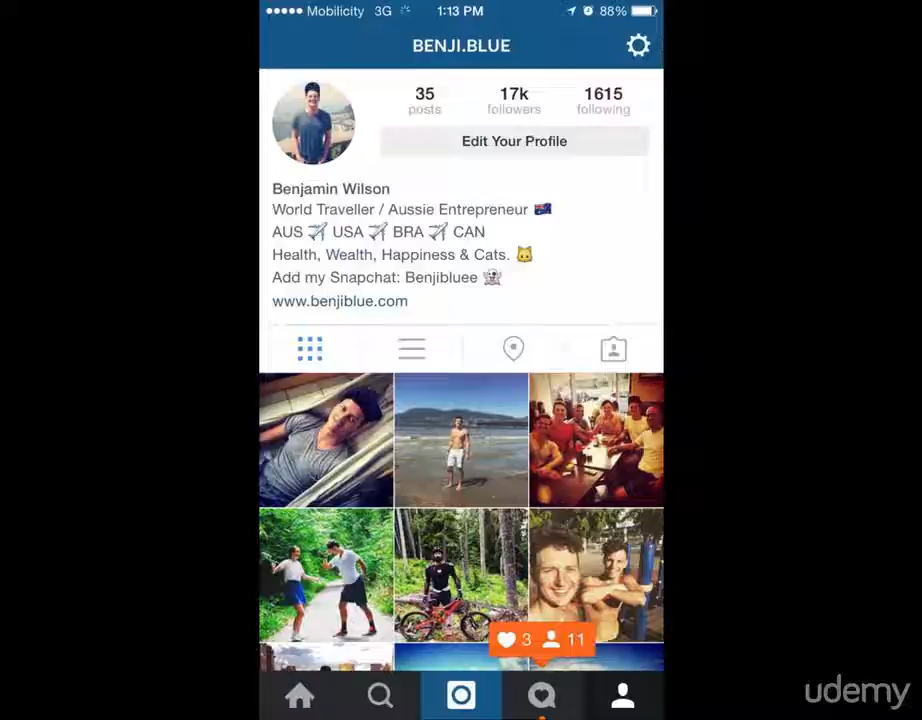 Mobilicity 3G 1:13 PM 88%
BENJI.BLUE
35 17k 1615
posts followers following
Edit Your Profile
Benjamin Wilson
World Traveller / Aussie Entrepreneur
AUS USA BRA CAN
Health, Wealth, Happiness & Cats.
Add my Snapchat: Benjibluee
www.benjiblue.com
3 11
udemy